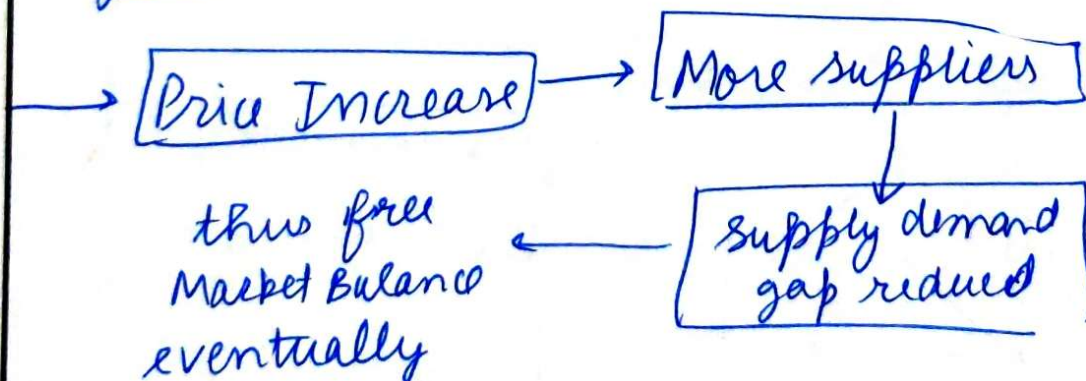 Price Increase
More suppliers
supply demand
gap reduced
thus free
Market Balance
eventually